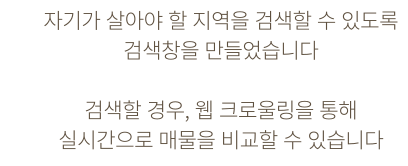 자기가 살아야 할 지역을 검색할 수 있도록
검색창을 만들었습니다
검색할 경우, 웹 크로울링을 통해
실시간으로 매물을 비교할 수 있습니다